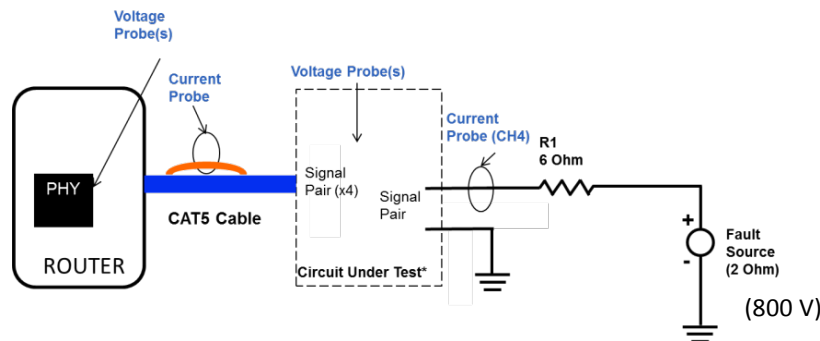 Voltage
Probe(s)
Current
Probe
Voltage Probe(s)
Current
Probe (CH4)
R1
6 Ohm
PHY
Signal
Pair (x4)
Signal
Pair
CAT5 Cable
+
-
Fault
Source
(2 Ohm)
ROUTER
Circuit Under Test*
(800 V)